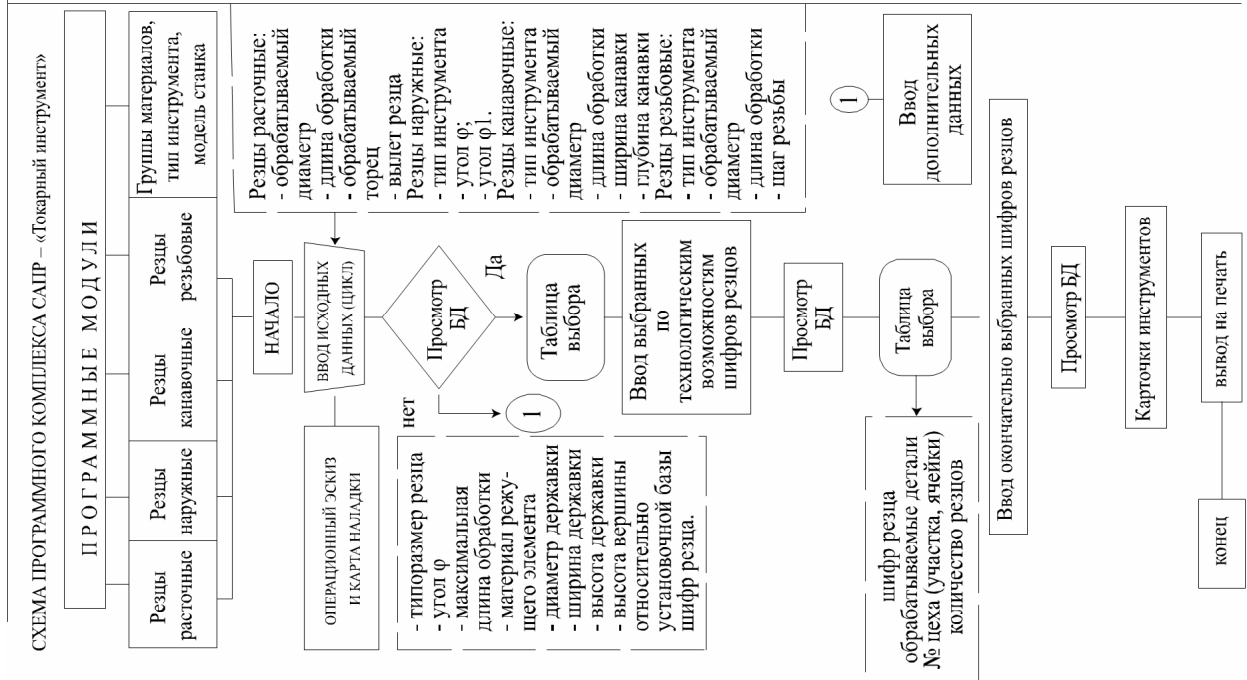 СХЕМА ПРОГРАММНОГО КОМПЛЕКСА САПР – «Токарный инструмент»
ПРОГРАММНЫЕ МОДУЛИ
Резцы
расточные
Резцы
наружные
Резцы
канавочные
Резцы
резьбовые
Группы материалов,
тип инструмента,
модель станка
НАЧАЛО
ОПЕРАЦИОННЫЙ ЭСКИЗ
И КАРТА НАЛАДКИ
ВВОД ИСХОДНЫХ
ДАННЫХ (ЦИКЛ)
Резцы расточные:
- обрабатываемый
диаметр
- длина обработки
- обрабатываемый
торец
- вылет резца
Резцы наружные:
- тип инструмента
- угол φ;
- угол φ1.
Резцы канавочные:
- тип инструмента
- обрабатываемый
диаметр
- длина обработки
- ширина канавки
- глубина канавки
Резцы резьбовые:
- тип инструмента
- обрабатываемый
диаметр
- длина обработки
- шаг резьбы
Просмотр
БД
нет
Да
1
- типоразмер резца
- угол φ
- максимальная
длина обработки
- материал режу-
щего элемента
- диаметр державки
- ширина державки
- высота державки
- высота вершины
относительно
установочной базы
шифр резца.
Таблица
выбора
Ввод выбранных
по
технологическим
возможностям
шифров резцов
Просмотр
БД
Таблица
выбора
шифр резца
обрабатываемые детали
№ цеха (участка, ячейки)
количество резцов
1
Ввод
дополнительных
данных
Ввод окончательно выбранных шифров резцов
Просмотр БД
Карточки инструментов
вывод на печать
конец